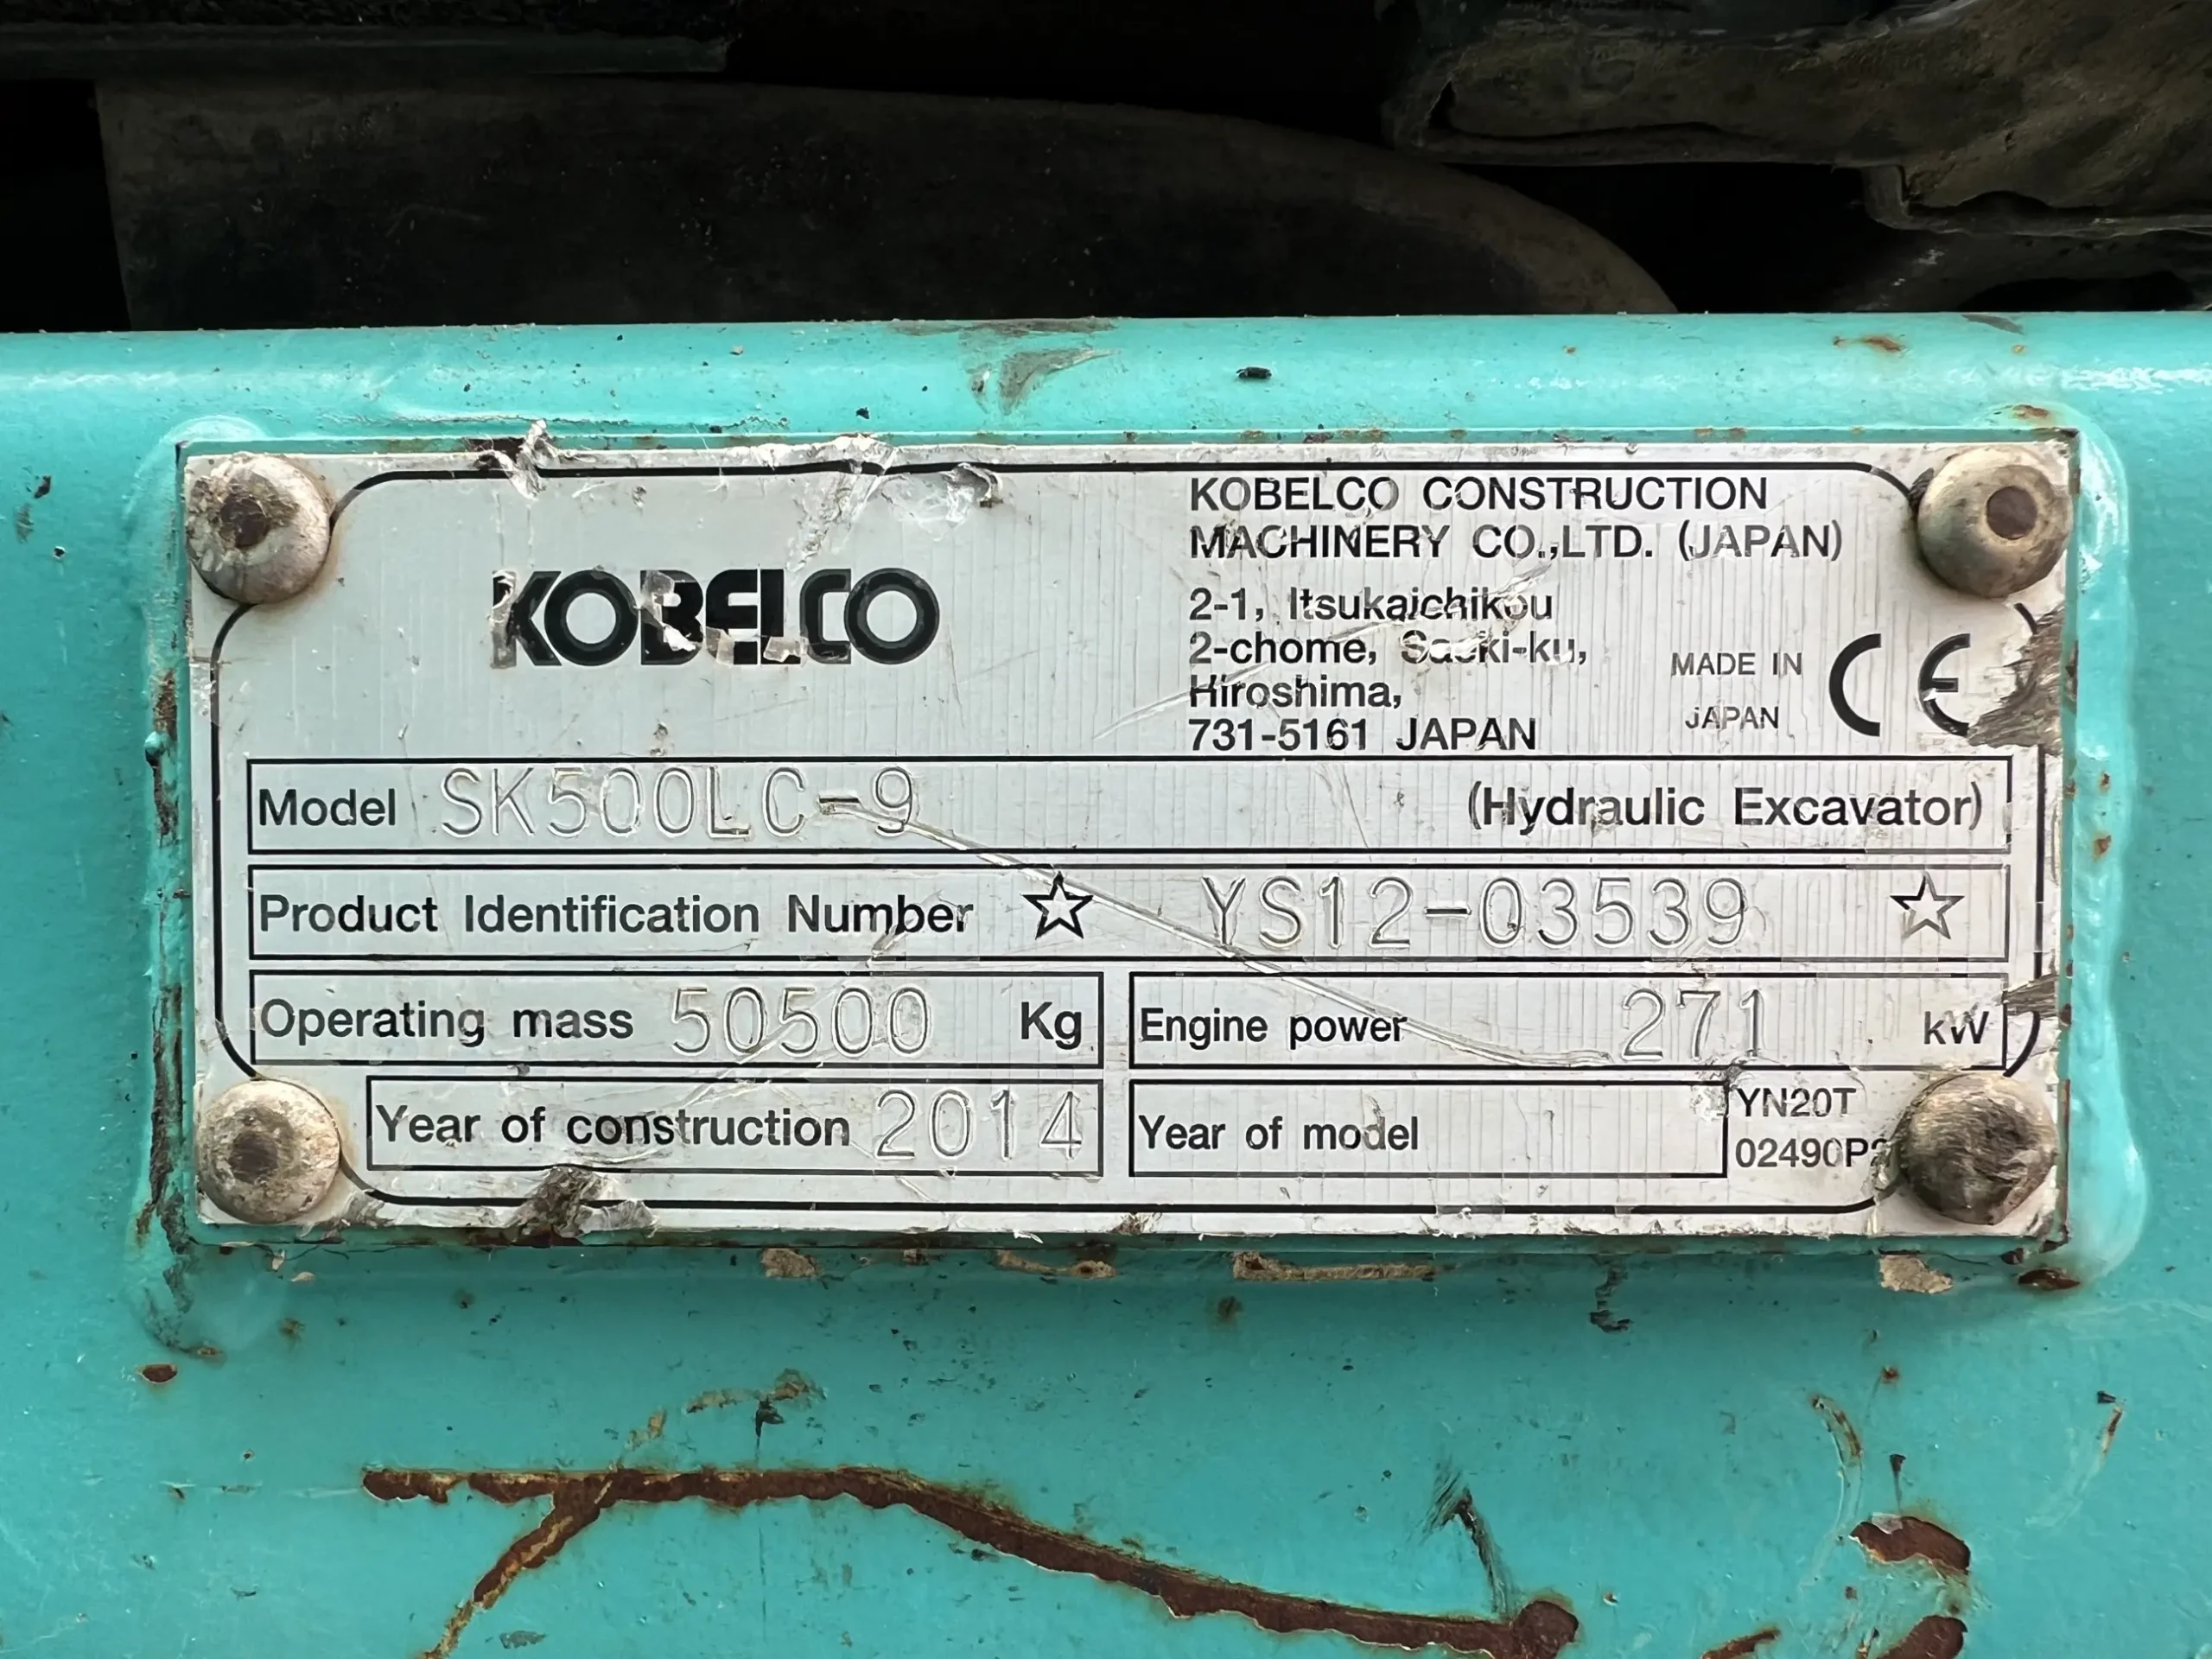 KOBELCO
KOBELCO CONSTRUCTION
MACHINERY CO.,LTD. (JAPAN)
2-1, Itsukaichikou
2-chome, Saeki-ku,
Hiroshima,
731-5161 JAPAN
MADE IN
JAPAN
CE
Model SK500LC-9 (Hydraulic Excavator)
Product Identification Number ☆ YS12-03539 ☆
Operating mass 50500 Kg
Engine power 271 kW
Year of construction 2014
Year of model
YN20T